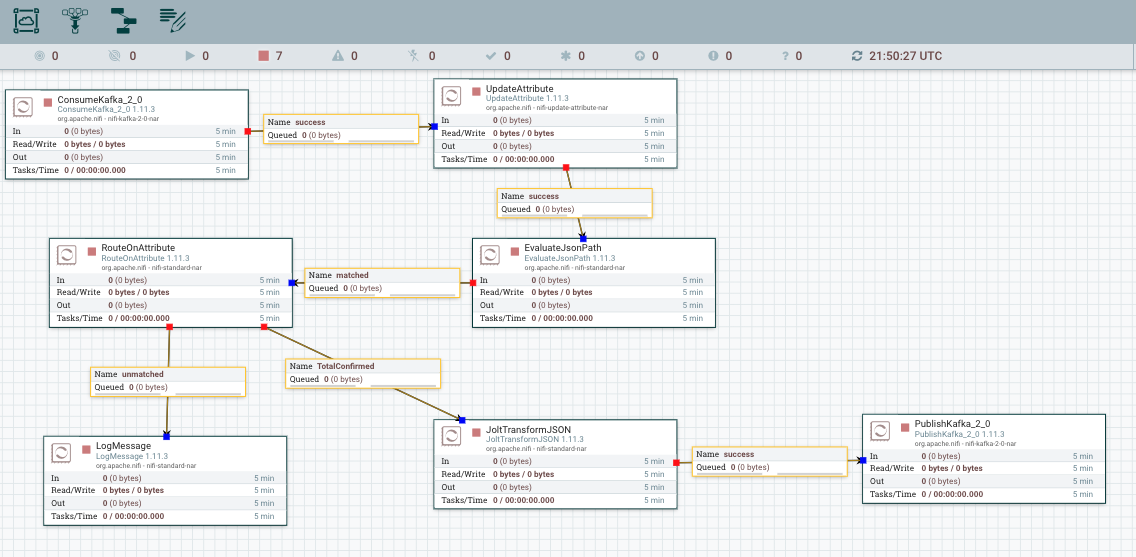 0 0 0 7 0 0 0 0 0 0 0 21:50:27 UTC
ConsumeKafka_2_0
ConsumeKafka_2_0 1.11.3
org.apache.nifi - nifi-kafka-2-0-nar
In 0 (0 bytes) 5 min
Read/Write 0 bytes / 0 bytes 5 min
Out 0 (0 bytes) 5 min
Tasks/Time 0 / 00:00:00.000 5 min
Name success
Queued 0 (0 bytes)
UpdateAttribute
UpdateAttribute 1.11.3
org.apache.nifi - nifi-update-attribute-nar
In 0 (0 bytes) 5 min
Read/Write 0 bytes / 0 bytes 5 min
Out 0 (0 bytes) 5 min
Tasks/Time 0 / 00:00:00.000 5 min
Name success
Queued 0 (0 bytes)
RouteOnAttribute
RouteOnAttribute 1.11.3
org.apache.nifi - nifi-standard-nar
In 0 (0 bytes) 5 min
Read/Write 0 bytes / 0 bytes 5 min
Out 0 (0 bytes) 5 min
Tasks/Time 0 / 00:00:00.000 5 min
Name matched
Queued 0 (0 bytes)
EvaluateJsonPath
EvaluateJsonPath 1.11.3
org.apache.nifi - nifi-standard-nar
In 0 (0 bytes) 5 min
Read/Write 0 bytes / 0 bytes 5 min
Out 0 (0 bytes) 5 min
Tasks/Time 0 / 00:00:00.000 5 min
Name unmatched
Queued 0 (0 bytes)
Name TotalConfirmed
Queued 0 (0 bytes)
LogMessage
LogMessage 1.11.3
org.apache.nifi - nifi-standard-nar
In 0 (0 bytes) 5 min
Read/Write 0 bytes / 0 bytes 5 min
Out 0 (0 bytes) 5 min
Tasks/Time 0 / 00:00:00.000 5 min
JoltTransformJSON
JoltTransformJSON 1.11.3
org.apache.nifi - nifi-standard-nar
In 0 (0 bytes) 5 min
Read/Write 0 bytes / 0 bytes 5 min
Out 0 (0 bytes) 5 min
Tasks/Time 0 / 00:00:00.000 5 min
Name success
Queued 0 (0 bytes)
PublishKafka_2_0
PublishKafka_2_0 1.11.3
org.apache.nifi - nifi-kafka-2-0-nar
In 0 (0 bytes) 5 min
Read/Write 0 bytes / 0 bytes 5 min
Out 0 (0 bytes) 5 min
Tasks/Time 0 / 00:00:00.000 5 min